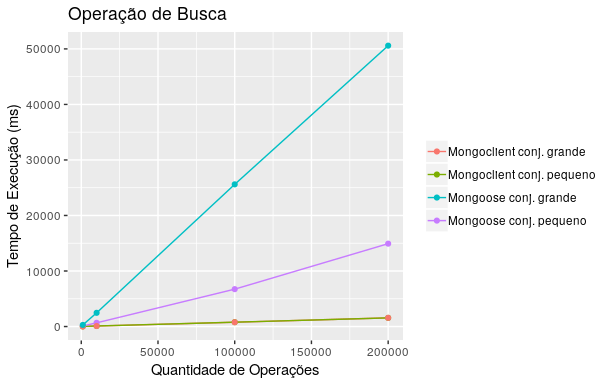 Operação de Busca
Tempo de Execução (ms)
50000
40000
30000
20000
10000
0
0
50000
100000
150000
200000
Quantidade de Operações
Mongoclient conj. grande
Mongoclient conj. pequeno
Mongoose conj. grande
Mongoose conj. pequeno